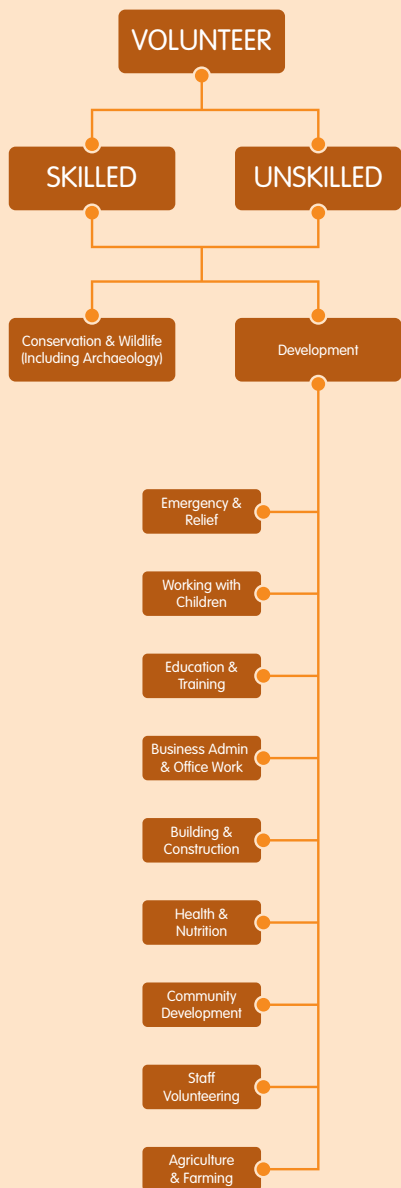 VOLUNTEER
SKILLED
UNSKILLED
Conservation & Wildlife
(Including Archaeology)
Development
Emergency &
Relief
Working with
Children
Education &
Training
Business Admin
& Office Work
Building &
Construction
Health &
Nutrition
Community
Development
Staff
Volunteering
Agriculture
& Farming